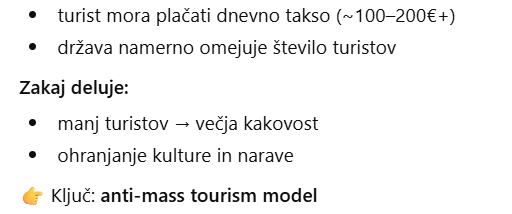 • turist mora plačati dnevno takso (~100–200€+)
• država namerno omejuje število turistov
Zakaj deluje:
• manj turistov → večja kakovost
• ohranjanje kulture in narave
👉 Ključ: anti-mass tourism model